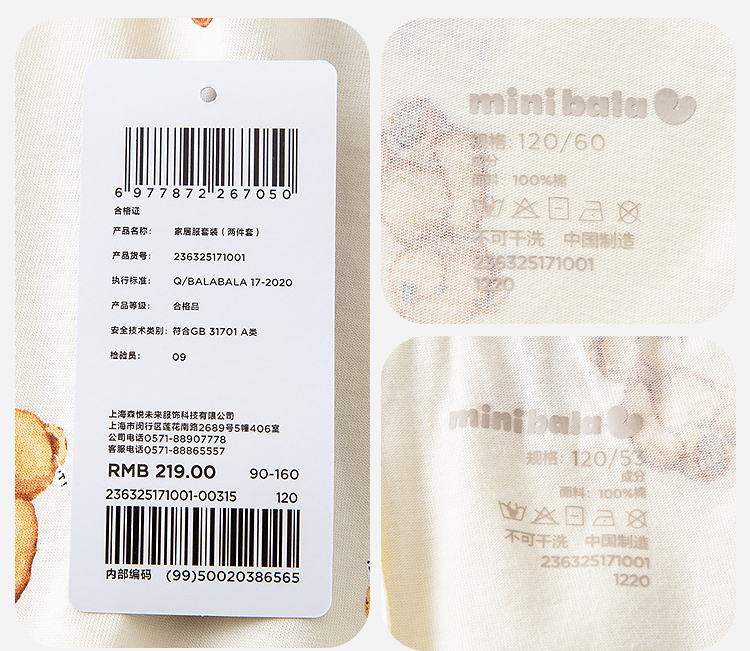 6 977872 267050
合格证
产品名称: 家居服套装(两件套)
产品货号: 236325171001
执行标准: Q/BALABALA 17-2020
产品等级: 合格品
安全技术类别: 符合GB 31701 A类
检验员: 09
上海森悦未来服饰科技有限公司
上海市闵行区莲花南路2689号5幢406室
公司电话0571-88907778
客服电话0571-88865557
RMB 219.00 90-160
236325171001-00315 120
内部编码 (99)50020386565
minibala
规格: 120/60
成分
面料: 100%棉
不可干洗 中国制造
236325171001
1220
minibala
规格: 120/53
成分
面料: 100%棉
不可干洗 中国制造
236325171001
1220